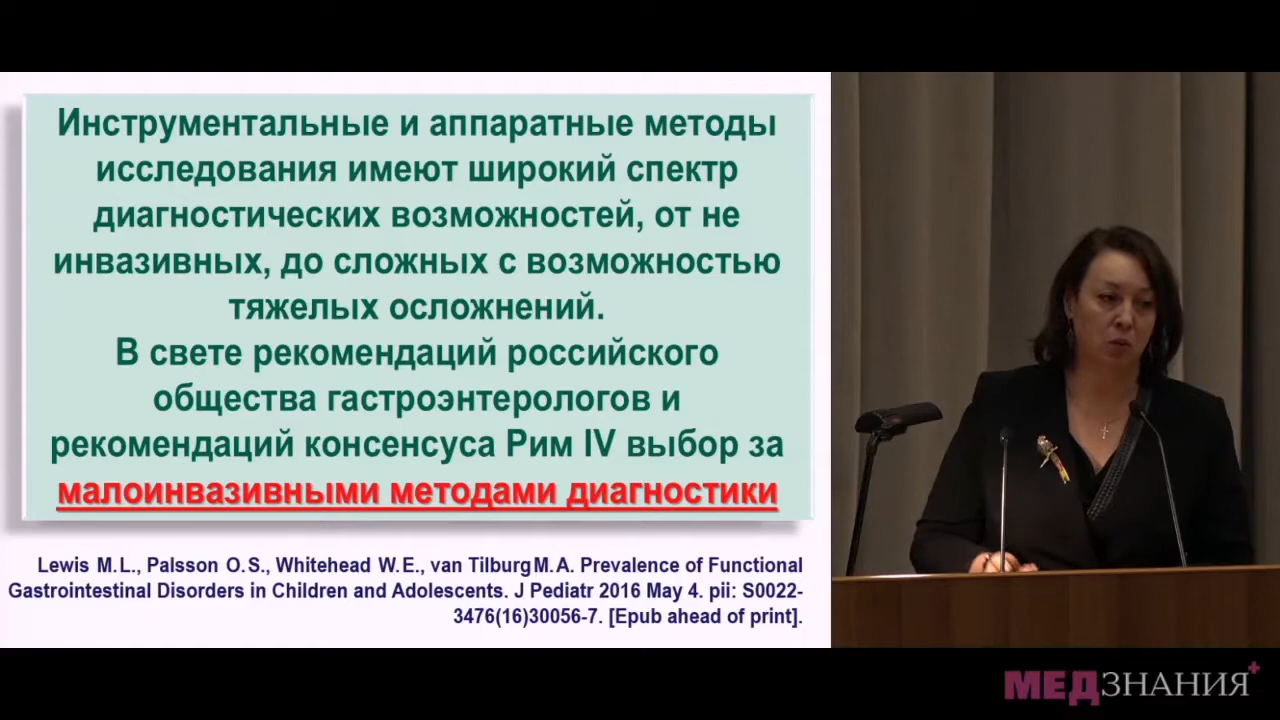 Инструментальные и аппаратные методы
исследования имеют широкий спектр
диагностических возможностей, от не
инвазивных, до сложных с возможностью
тяжелых осложнений.
В свете рекомендаций российского
общества гастроэнтерологов и
рекомендаций консенсуса Рим IV выбор за
малоинвазивными методами диагностики
Lewis M.L., Palsson O.S., Whitehead W.E., van Tilburg M.A. Prevalence of Functional
Gastrointestinal Disorders in Children and Adolescents. J Pediatr 2016 May 4. pii: S0022-
3476(16)30056-7. [Epub ahead of print].
МЕДЗНАНИЯ+